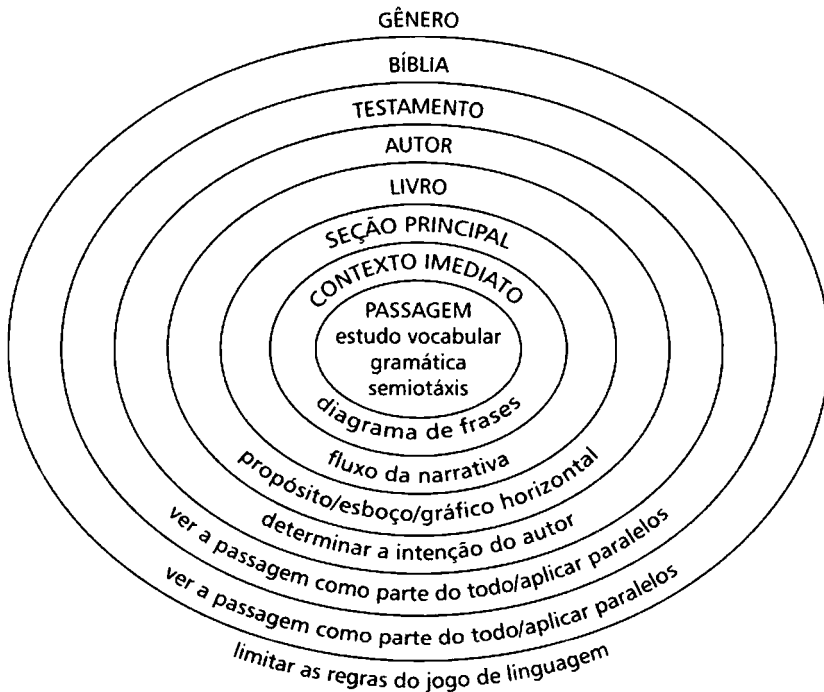 GÊNERO
BÍBLIA
TESTAMENTO
AUTOR
LIVRO
SEÇÃO PRINCIPAL
CONTEXTO IMEDIATO
PASSAGEM
estudo vocabular
gramática
semiotáxis
diagrama de frases
fluxo da narrativa
propósito/esboço/gráfico horizontal
determinar a intenção do autor
ver a passagem como parte do todo/aplicar paralelos
ver a passagem como parte do todo/aplicar paralelos
limitar as regras do jogo de linguagem